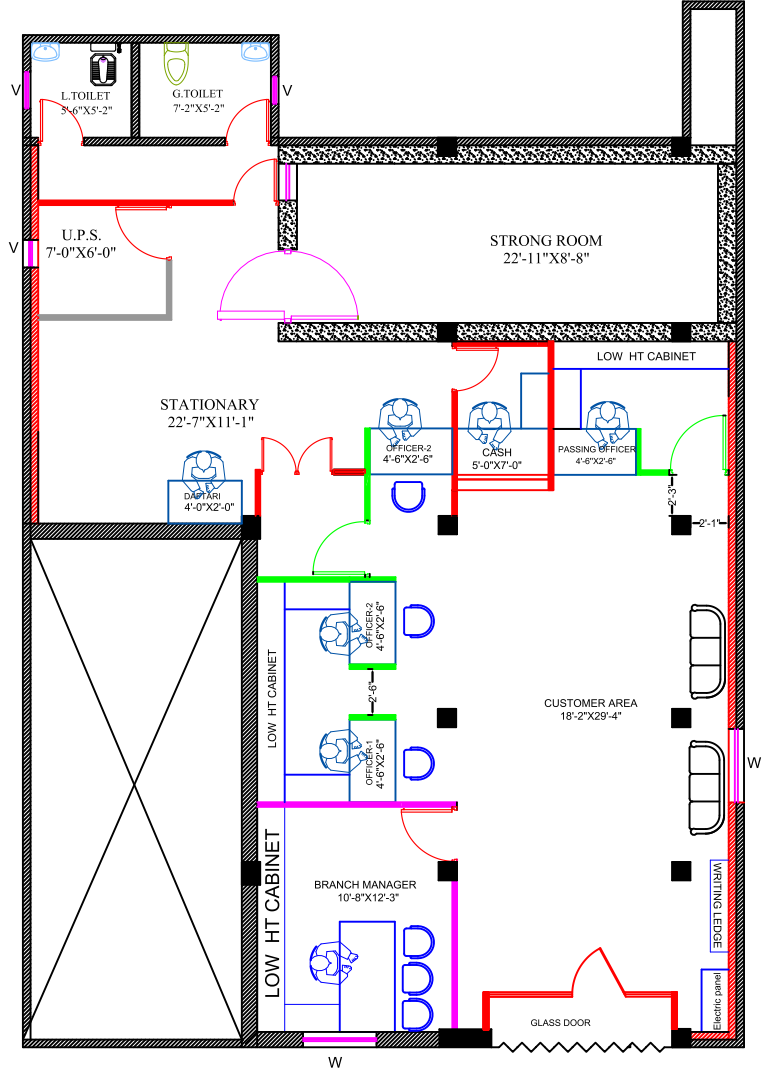 V
L.TOILET
5'-6"X5'-2"
G.TOILET
7'-2"X5'-2"
V
U.P.S.
7'-0"X6'-0"
V
STRONG ROOM
22'-11"X8'-8"
STATIONARY
22'-7"X11'-1"
LOW HT CABINET
OFFICER-2
4'-6"X2'-6"
CASH
5'-0"X7'-0"
PASSING OFFICER
4'-6"X2'-6"
DAFTARI
4'-0"X2'-0"
2'-3"
2'-1"
LOW HT CABINET
OFFICER-2
4'-6"X2'-6"
2'-6"
OFFICER-1
4'-6"X2'-6"
CUSTOMER AREA
18'-2"X29'-4"
W
LOW HT CABINET
BRANCH MANAGER
10'-8"X12'-3"
WRITING LEDGE
Electric panel
GLASS DOOR
W